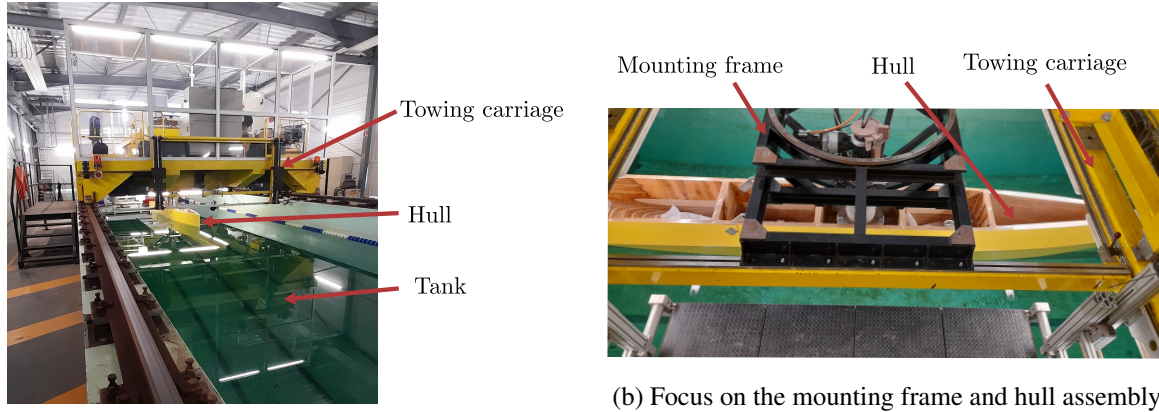 Towing carriage
Hull
Tank
Mounting frame
Hull
Towing carriage
(b) Focus on the mounting frame and hull assembly